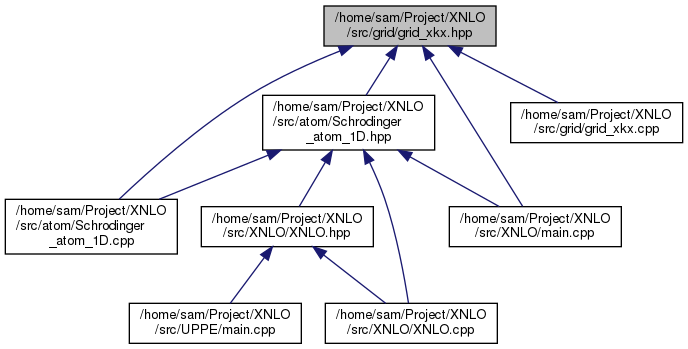 /home/sam/Project/XNLO
/src/grid/grid_xkx.hpp
/home/sam/Project/XNLO
/src/atom/Schrodinger
_atom_1D.hpp
/home/sam/Project/XNLO
/src/grid/grid_xkx.cpp
/home/sam/Project/XNLO
/src/atom/Schrodinger
_atom_1D.cpp
/home/sam/Project/XNLO
/src/XNLO/XNLO.hpp
/home/sam/Project/XNLO
/src/XNLO/main.cpp
/home/sam/Project/XNLO
/src/UPPE/main.cpp
/home/sam/Project/XNLO
/src/XNLO/XNLO.cpp